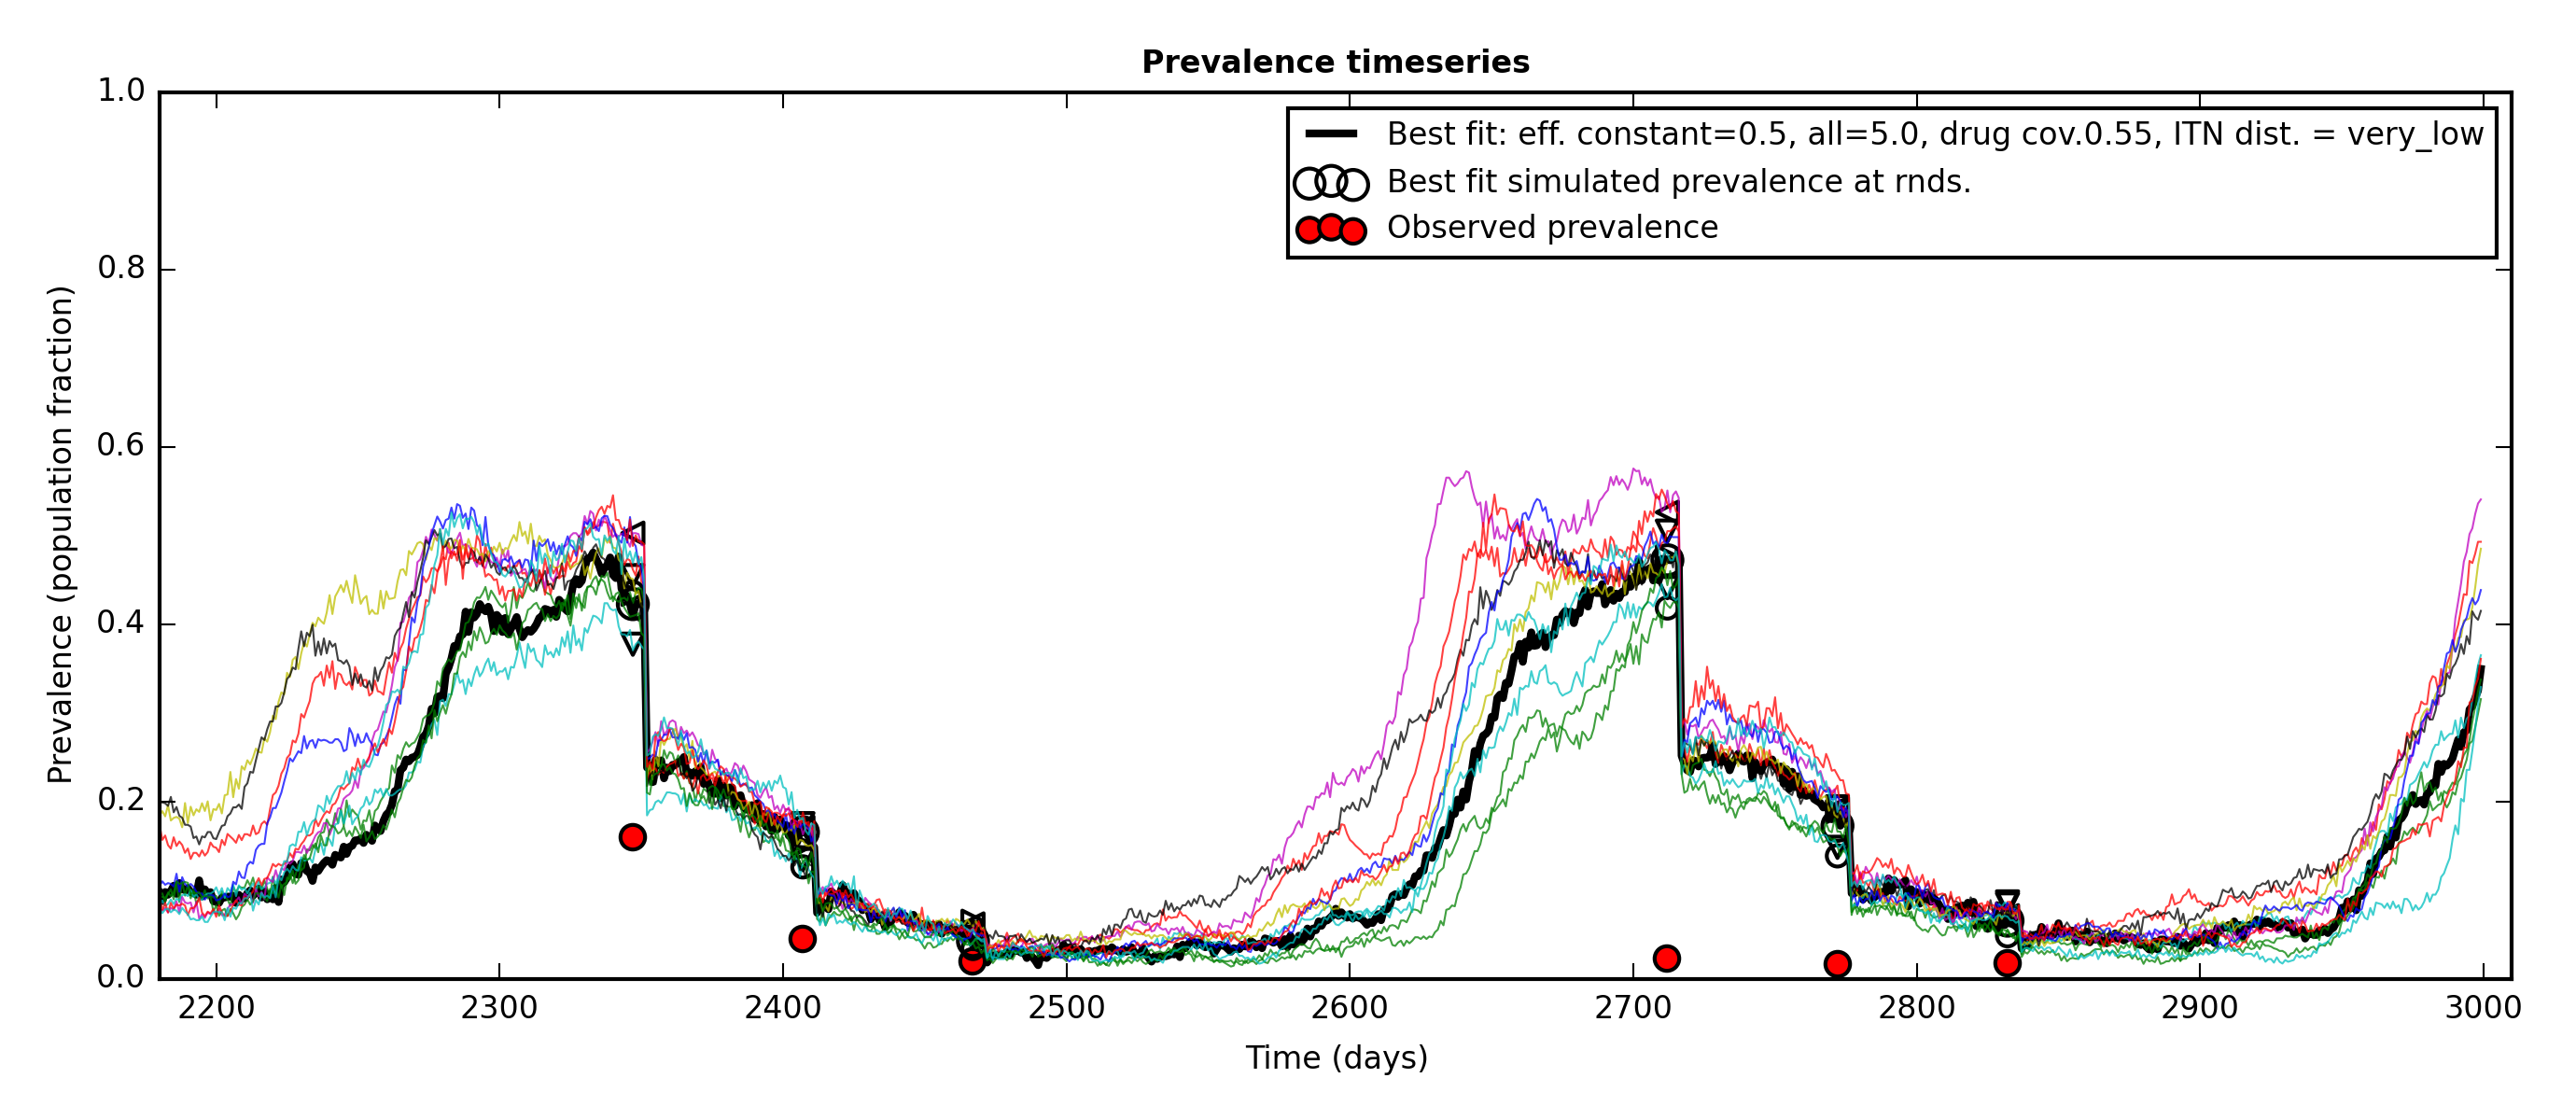 Prevalence timeseries
1.0
0.8
0.6
0.4
0.2
0.0
Prevalence (population fraction)
Best fit: eff. constant=0.5, all=5.0, drug cov.0.55, ITN dist. = very_low
Best fit simulated prevalence at rnds.
Observed prevalence
2200 2300 2400 2500 2600 2700 2800 2900 3000
Time (days)